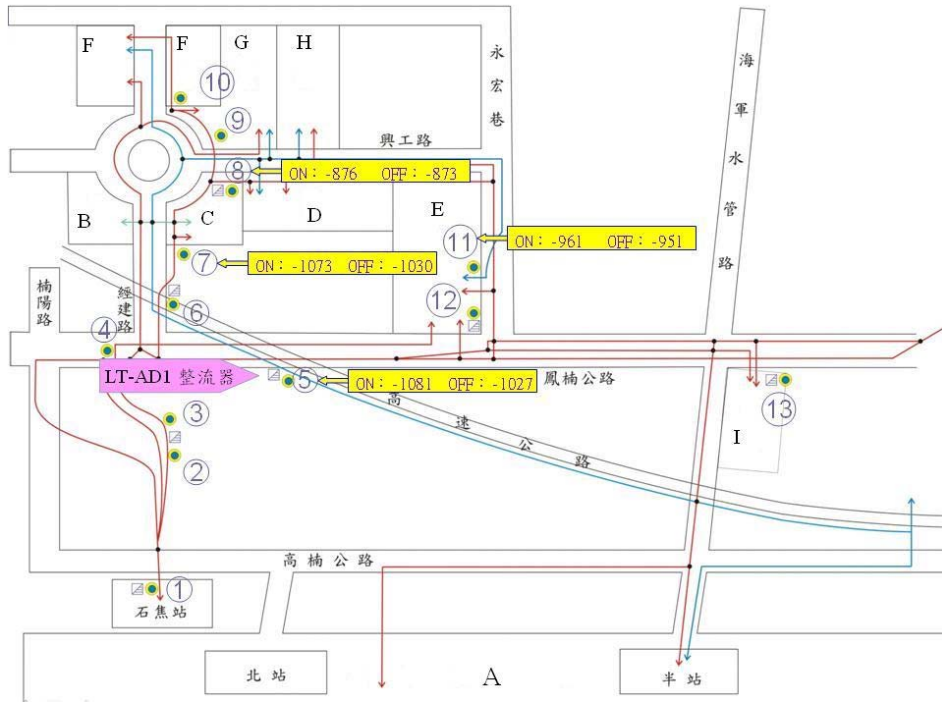 F
F
G
H
永宏巷
海軍水管路
10
9
興工路
8
ON：-876 OFF：-873
B
C
D
E
11
ON：-961 OFF：-951
7
ON：-1073 OFF：-1030
楠陽路
經建路
6
12
4
LT-AD1 整流器
5
ON：-1081 OFF：-1027
鳳楠公路
高速公路
13
3
I
2
高楠公路
1
石焦站
北站
A
半站